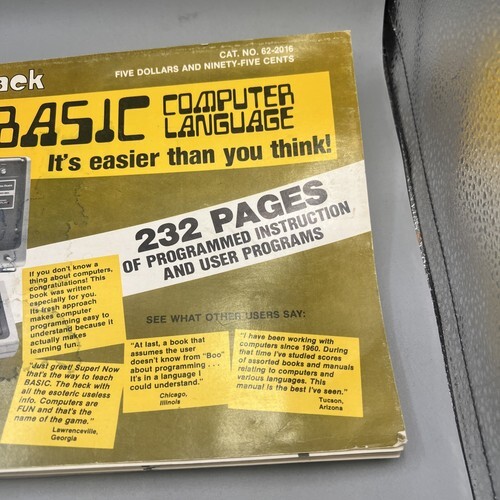 ack
CAT. NO. 62-2016
FIVE DOLLARS AND NINETY-FIVE CENTS
BASIC COMPUTER
LANGUAGE
It's easier than you think!
232 PAGES
OF PROGRAMMED INSTRUCTION
AND USER PROGRAMS
If you don't know a
thing about computers,
congratulations! This
book was written
especially for you.
Its fresh approach
makes computer
programming easy to
understand because it
actually makes
learning fun.
SEE WHAT OTHER USERS SAY:
"Just great! Super! Now
that's the way to teach
BASIC. The heck with
all the esoteric useless
info. Computers are
FUN and that's the
name of the game."
Lawrenceville,
Georgia
"At last, a book that
assumes the user
doesn't know from "Boo"
about programming . . .
It's in a language I
could understand."
Chicago,
Illinois
"I have been working with
computers since 1960. During
that time I've studied scores
of assorted books and manuals
relating to computers and
various languages. This
manual is the best I've seen."
Tucson,
Arizona